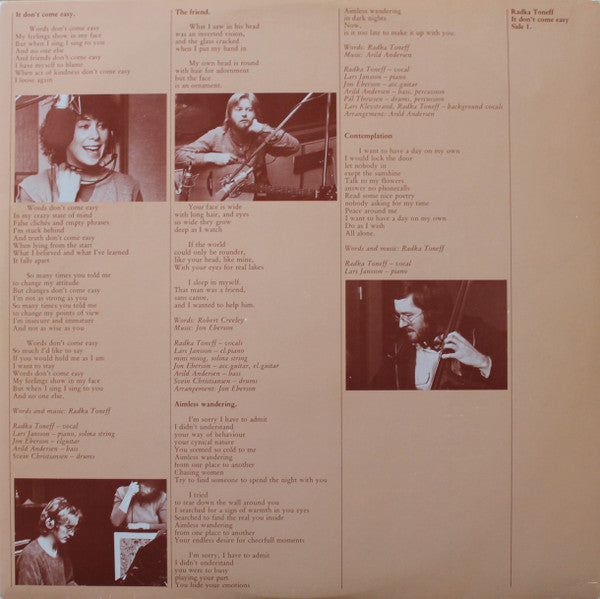 It don't come easy.
Words don't come easy
My feelings show in my face
But when I sing I sing to you
And no one else
And friends don't come easy
I have myself to blame
When act of kindness don't come easy
I loose again
Words don't come easy
In my crazy state of mind
False clichés and empty phrases
I'm stuck behind
And truth don't come easy
When lying from the start
What I believed and what I've learned
It falls apart
So many times you told me
to change my attitude
But changes don't come easy
I'm not as strong as you
So many times you told me
to change my points of view
I'm insecure and immature
And not as wise as you
Words don't come easy
So much I'd like to say
If you would hold me as I am
I want to stay
Words don't come easy
My feelings show in my face
But when I sing I sing to you
And no one else,
Words and music: Radka Toneff
Radka Toneff – vocal
Lars Jansson – piano, solina string
Jon Eberson – elguitar
Arild Andersen – bass
Svein Christiansen – drums
The friend.
What I saw in his head
was an inverted vision,
and the glass cracked
when I put my hand in
My own head is round
with hair for adornment
but the face
is an ornament.
Your face is wide
with long hair, and eyes
so wide they grow
deep as I watch
If the world
could only be rounder,
like your head, like mine,
With your eyes for real lakes
I sleep in myself.
That man was a friend,
sans canoe,
and I wanted to help him.
Words: Robert Creeley
Music: Jon Eberson
Radka Toneff – vocals
Lars Jansson – el.piano
mini moog, solina string
Jon Eberson – acc.guitar, el.guitar
Arild Andersen – bass
Svein Christiansen – drums
Arrangement: Jon Eberson
Aimless wandering.
I'm sorry I have to admit
I didn't understand
your way of behaviour
your cynical nature
You seemed so cold to me
Aimless wandering
from one place to another
Chasing women
Try to find someone to spend the night with you
I tried
to tear down the wall around you
I searched for a sign of warmth in you eyes
Searched to find the real you inside
Aimless wandering
from one place to another
Your endless desire for cheerfull moments
I'm sorry, I have to admit
I didn't understand
you were to busy
playing your part
You hide your emotions
Aimless wandering
in dark nights
Now,
is it too late to make it up with you.
Words: Radka Toneff
Music: Arild Andersen
Radka Toneff – vocal
Lars Jansson – piano
Jon Eberson – acc.guitar
Arild Andersen – bass, percussion
Pål Thowsen – drums, percussion
Lars Klevstrand, Radka Toneff – background vocals
Arrangement: Arild Andersen
Contemplation
I want to have a day on my own
I would lock the door
let nobody in
exept the sunshine
Talk to my flowers
answer no phonecalls
Read some nice poetry
nobody asking for my time
Peace around me
I want to have a day on my own
Do as I wish
All alone.
Words and music: Radka Toneff
Radka Toneff – vocal
Lars Jansson – piano
Radka Toneff
It don't come easy
Side 1.